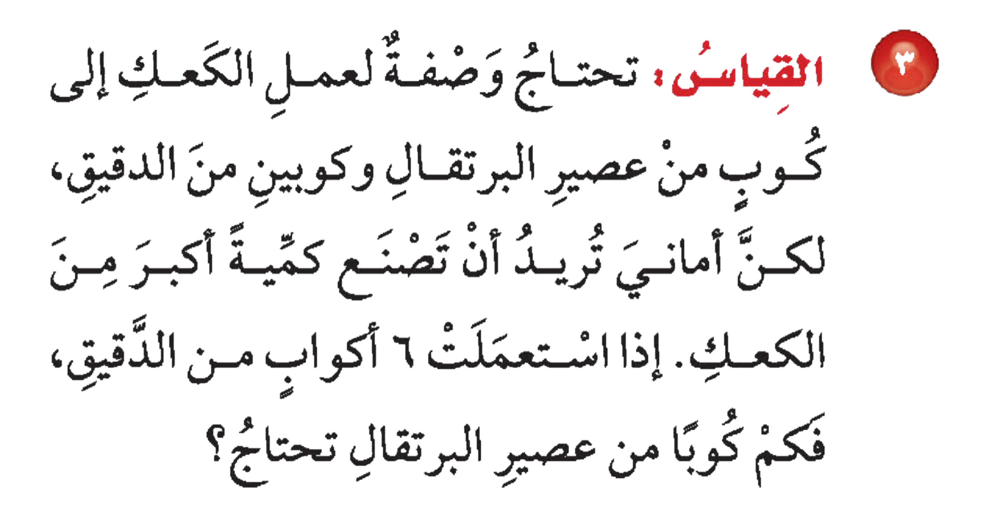 ٣ القِياسُ: تحتاجُ وَصْفةٌ لعملِ الكَعكِ إلى
كُوبٍ منْ عصيرِ البرتقالِ وكوبينِ منَ الدقيقِ،
لكنَّ أمانيَ تُريدُ أنْ تَصْنَع كمِّيةً أكبرَ مِنَ
الكعكِ. إذا اسْتعمَلَتْ ٦ أكوابٍ من الدَّقيقِ،
فَكمْ كُوبًا من عصيرِ البرتقالِ تحتاجُ؟